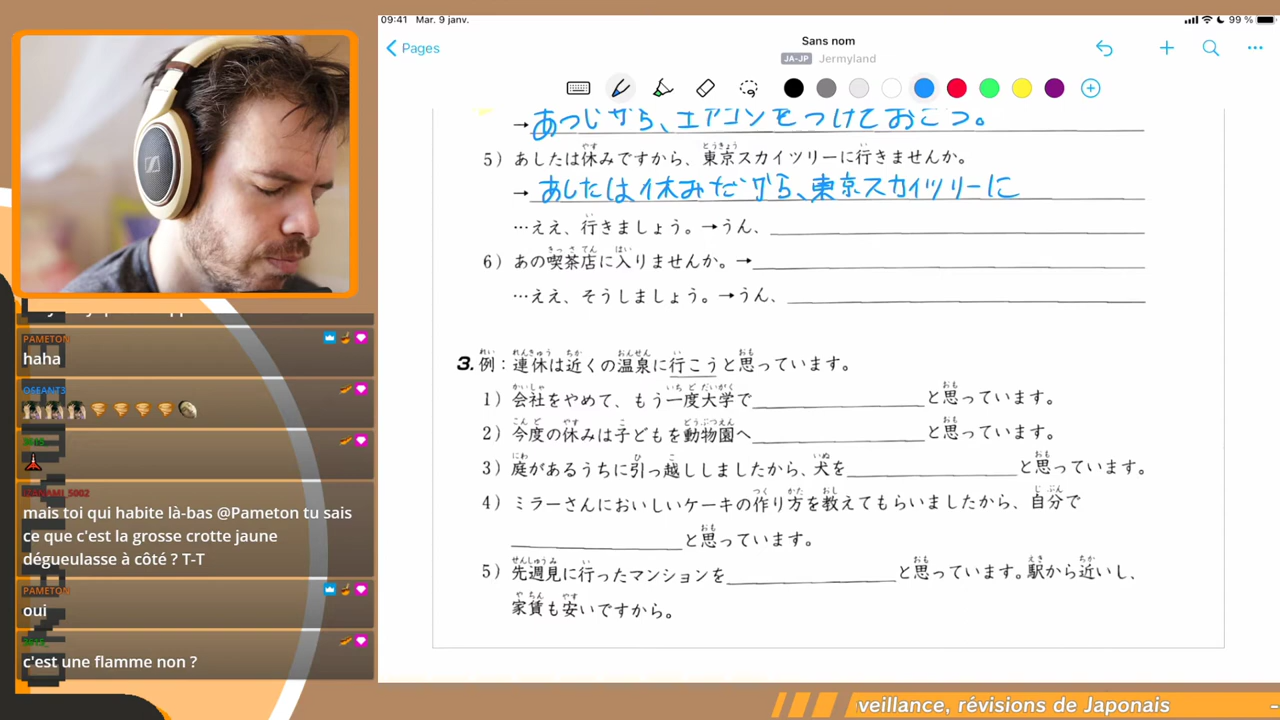 09:41 Mar. 9 janv.
99 %
Pages
Sans nom
JA-JP Jermyland
→あついから、エアコンをつけておこう。
5）あしたは休みですから、東京スカイツリーに行きませんか。
→あしたは休みだから、東京スカイツリーに
…ええ、行きましょう。→うん、
6）あの喫茶店に入りませんか。→
…ええ、そうしましょう。→うん、
3. 例：連休は近くの温泉に行こうと思っています。
1）会社をやめて、もう一度大学で と思っています。
2）今度の休みは子どもを動物園へ と思っています。
3）庭があるうちに引っ越ししましたから、犬を と思っています。
4）ミラーさんにおいしいケーキの作り方を教えてもらいましたから、自分で
と思っています。
5）先週見に行ったマンションを と思っています。駅から近いし、
家賃も安いですから。
PAMETON
haha
mais toi qui habite là-bas @Pameton tu sais
ce que c'est la grosse crotte jaune
dégueulasse à côté ? T-T
PAMETON
oui
c'est une flamme non ?
veillance, révisions de Japonais